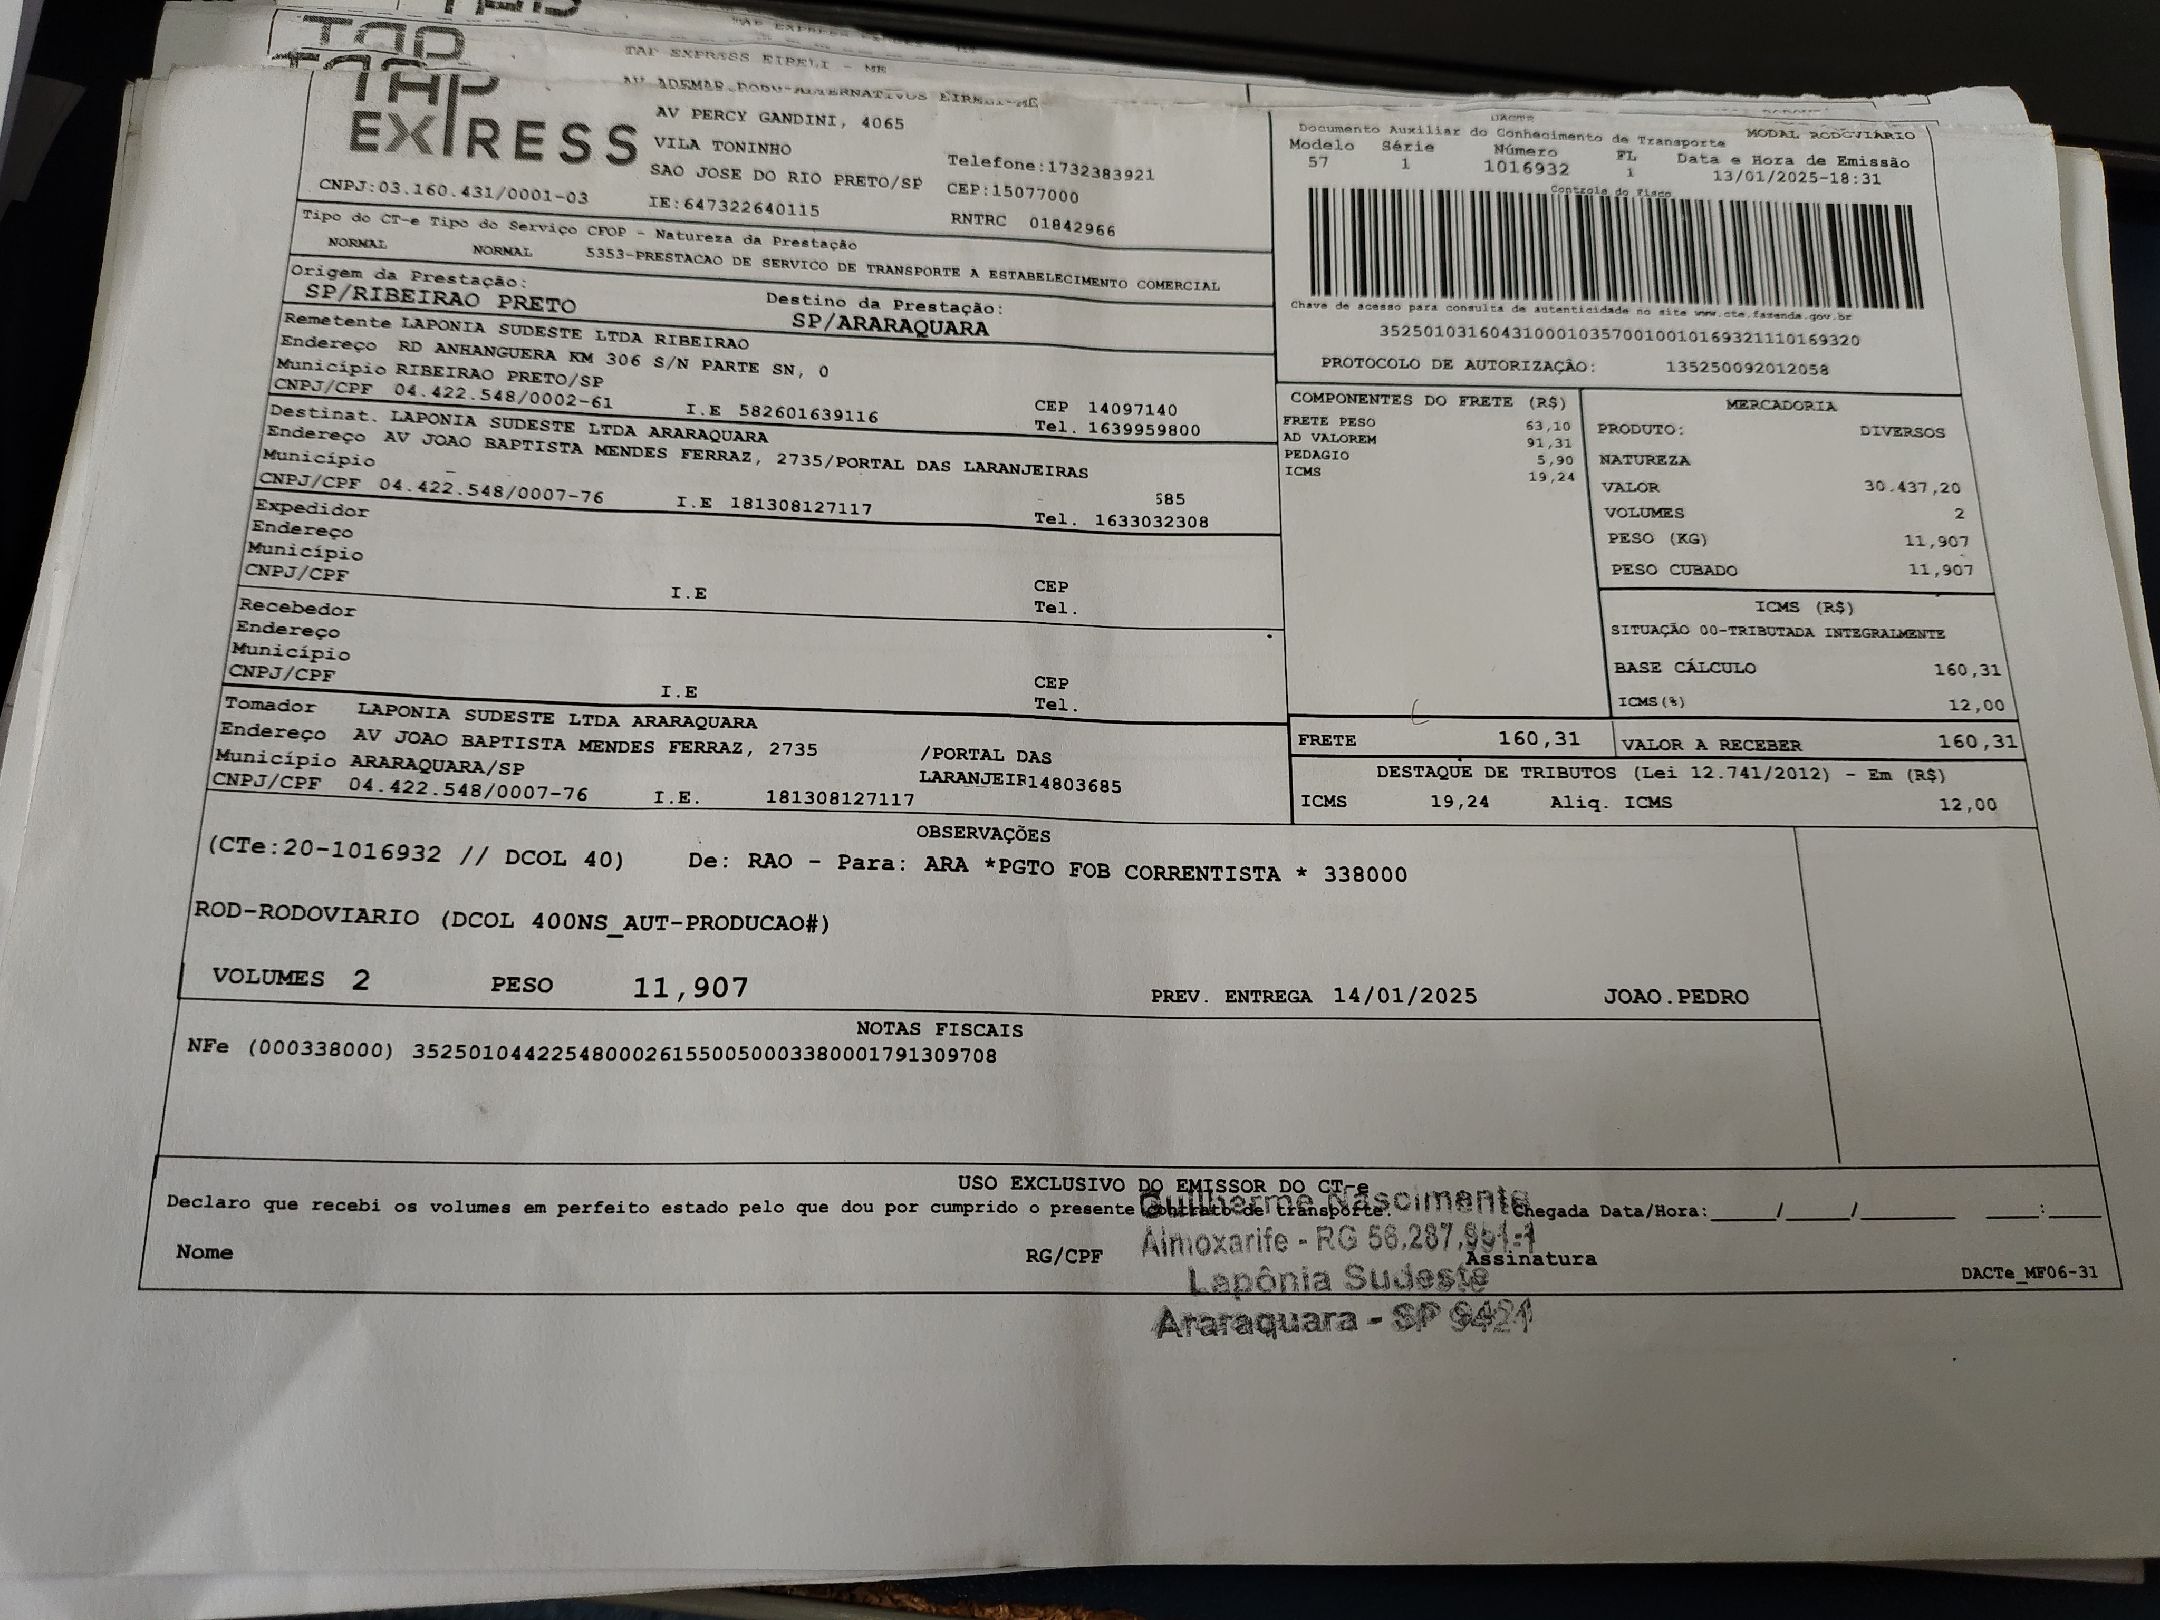 TAP
TAP EXPRESS EIRELI - ME
TAP
EXPRESS
AV PERCY GANDINI, 4065
VILA TONINHO
SAO JOSE DO RIO PRETO/SP
Telefone:1732383921
CEP:15077000
CNPJ:03.160.431/0001-03
IE:647322640115
RNTRC 01842966
DACTE
Documento Auxiliar do Conhecimento de Transporte
MODAL RODOVIARIO
Modelo Série Número FL Data e Hora de Emissão
57 1 1016932 1 13/01/2025-18:31
Controle do Fisco
Chave de acesso para consulta de autenticidade no site www.cte.fazenda.gov.br
35250103160431000103570010010169321110169320
PROTOCOLO DE AUTORIZAÇÃO: 135250092012058
Tipo do CT-e Tipo do Serviço CFOP - Natureza da Prestação
NORMAL NORMAL 5353-PRESTACAO DE SERVICO DE TRANSPORTE A ESTABELECIMENTO COMERCIAL
Origem da Prestação:
SP/RIBEIRAO PRETO
Destino da Prestação:
SP/ARARAQUARA
Remetente LAPONIA SUDESTE LTDA RIBEIRAO
Endereço RD ANHANGUERA KM 306 S/N PARTE SN, 0
Município RIBEIRAO PRETO/SP
CEP 14097140
CNPJ/CPF 04.422.548/0002-61 I.E 582601639116 Tel. 1639959800
Destinat. LAPONIA SUDESTE LTDA ARARAQUARA
Endereço AV JOAO BAPTISTA MENDES FERRAZ, 2735/PORTAL DAS LARANJEIRAS
Município
585
CNPJ/CPF 04.422.548/0007-76 I.E 181308127117 Tel. 1633032308
Expedidor
Endereço
Município
CEP
CNPJ/CPF I.E Tel.
Recebedor
Endereço
Município
CEP
CNPJ/CPF I.E Tel.
Tomador LAPONIA SUDESTE LTDA ARARAQUARA
Endereço AV JOAO BAPTISTA MENDES FERRAZ, 2735 /PORTAL DAS
Município ARARAQUARA/SP LARANJEIR14803685
CNPJ/CPF 04.422.548/0007-76 I.E. 181308127117
COMPONENTES DO FRETE (R$)
FRETE PESO 63,10
AD VALOREM 91,31
PEDAGIO 5,90
ICMS 19,24
MERCADORIA
PRODUTO: DIVERSOS
NATUREZA
VALOR 30.437,20
VOLUMES 2
PESO (KG) 11,907
PESO CUBADO 11,907
ICMS (R$)
SITUAÇÃO 00-TRIBUTADA INTEGRALMENTE
BASE CÁLCULO 160,31
ICMS(%) 12,00
FRETE 160,31 VALOR A RECEBER 160,31
DESTAQUE DE TRIBUTOS (Lei 12.741/2012) - Em (R$)
ICMS 19,24 Aliq. ICMS 12,00
OBSERVAÇÕES
(CTe:20-1016932 // DCOL 40) De: RAO - Para: ARA *PGTO FOB CORRENTISTA * 338000
ROD-RODOVIARIO (DCOL 400NS_AUT-PRODUCAO#)
VOLUMES 2 PESO 11,907 PREV. ENTREGA 14/01/2025 JOAO.PEDRO
NOTAS FISCAIS
NFe (000338000) 35250104422548000261550050003380001791309708
USO EXCLUSIVO DO EMISSOR DO CT-e
Declaro que recebi os volumes em perfeito estado pelo que dou por cumprido o presente contrato de transporte. Chegada Data/Hora:____/____/______ ___:___
Nome RG/CPF Assinatura
DACTe_MF06-31
Guilherme Nascimento
Almoxarife - RG 56.287.951-1
Lapônia Sudeste
Araraquara - SP 9421